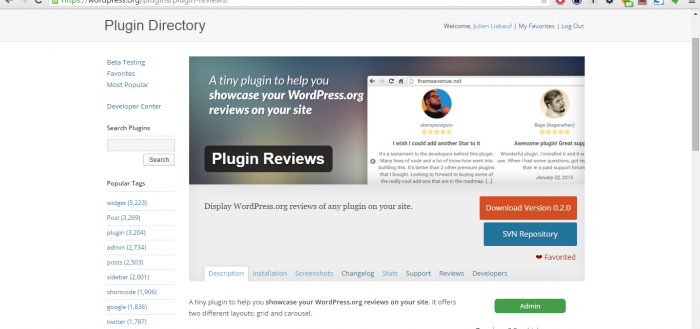 https://wordpress.org/plugins/plugin-reviews/
Plugin Directory
Welcome, Julien Liabeuf | My Favorites | Log Out
Beta Testing
Favorites
Most Popular
Developer Center
Search Plugins
Search
Popular Tags
widget (5,223)
Post (3,269)
plugin (3,204)
admin (2,734)
posts (2,503)
sidebar (2,001)
shortcode (1,906)
google (1,836)
twitter (1,787)
A tiny plugin to help you
showcase your WordPress.org
reviews on your site
Plugin Reviews
themeavenue.net
uberspaceguru
I wish I could add another Star to It
It's a testament to the developers behind this plugin.
Many lines of code and a lot of know how went into
building this. It's better than 2 other premium plugins
that I bought. Looking to forward to buying some of
the really cool add-ons that are in the roadmap. [...]
Bago (bagerathan)
Awesome plugin! Great supp
Wonderful plugin. I installed it and it w
use. When I had some questions, got rep
than in a paid support forum
January 22, 2015
Display WordPress.org reviews of any plugin on your site.
Download Version 0.2.0
SVN Repository
Favorited
Description
Installation
Screenshots
Changelog
Stats
Support
Reviews
Developers
A tiny plugin to help you showcase your WordPress.org reviews on your site. It offers
two different layouts: grid and carousel.
Admin